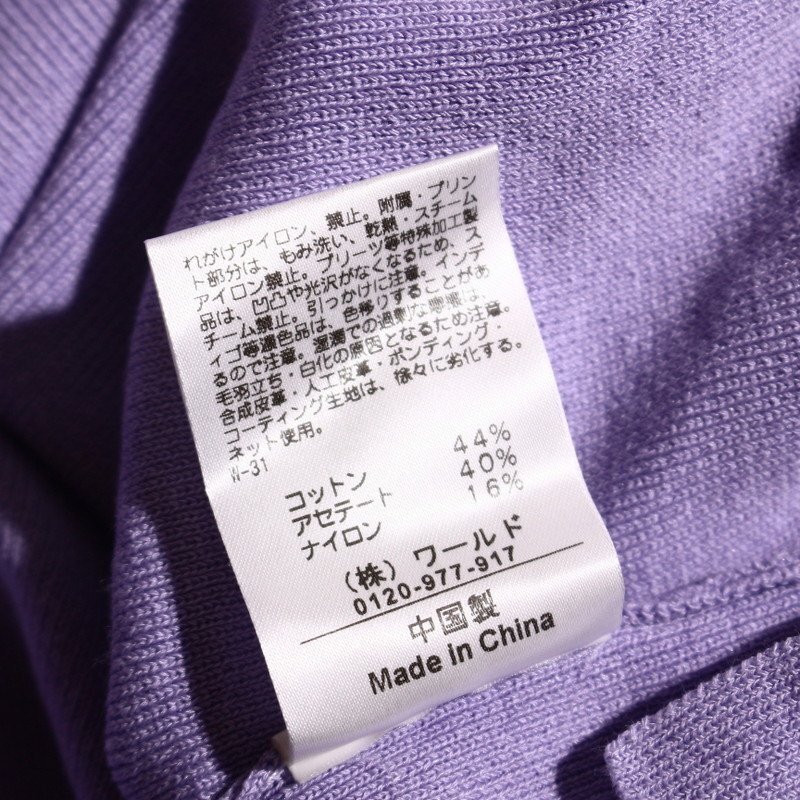 れがけアイロン、禁止。附属・プリン
ト部分は、もみ洗い、乾熱・スチーム
アイロン禁止。プリーツ等特殊加工製
品は、凹凸や光沢がなくなるため、ス
チーム禁止。引っかけに注意。インデ
ィゴ等濃色品は、色移りすることがあ
るので注意。湿潤での過剰な摩擦は、
毛羽立ち・白化の原因となるため注意。
合成皮革・人工皮革・ボンディング・
コーティング生地は、徐々に劣化する。
ネット使用。
W-31
コットン 44%
アセテート 40%
ナイロン 16%
(株) ワールド
0120-977-917
中国製
Made in China